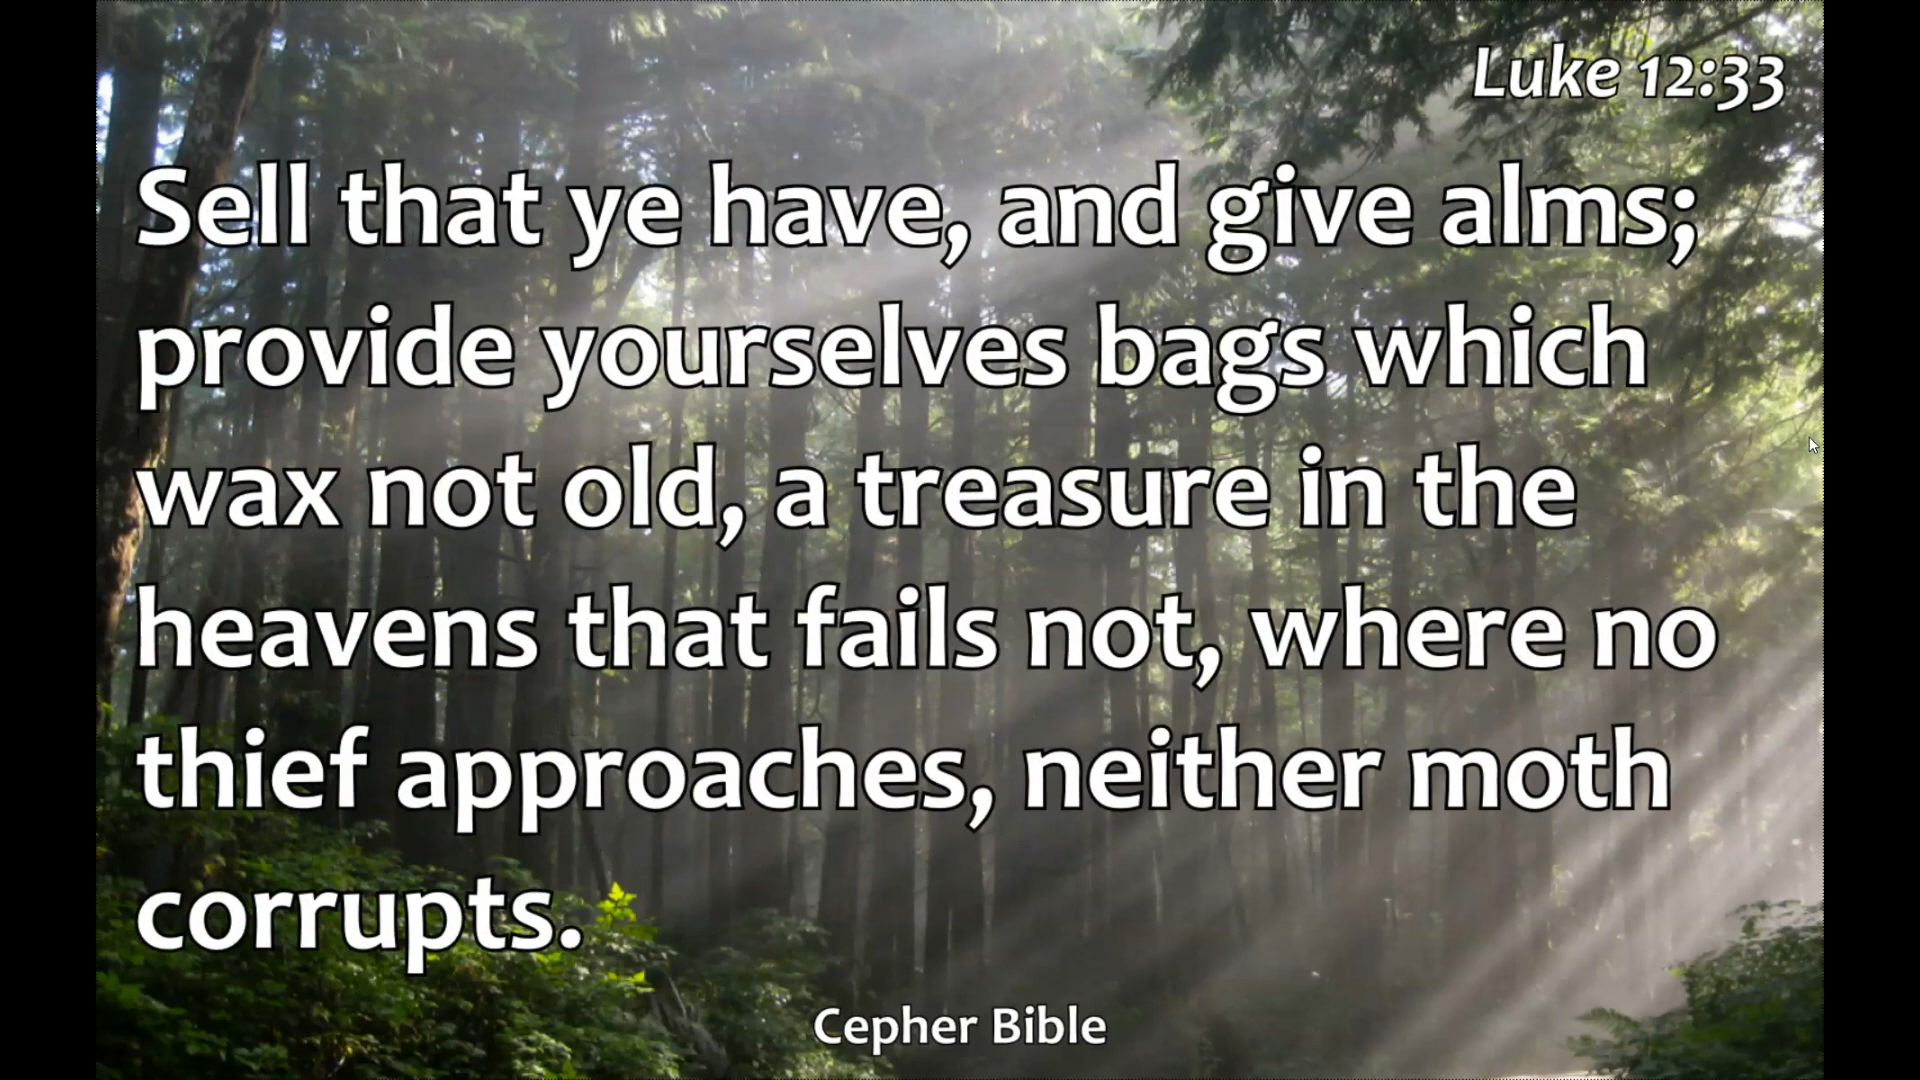 Luke 12:33
Sell that ye have, and give alms;
provide yourselves bags which
wax not old, a treasure in the
heavens that fails not, where no
thief approaches, neither moth
corrupts.
Cepher Bible